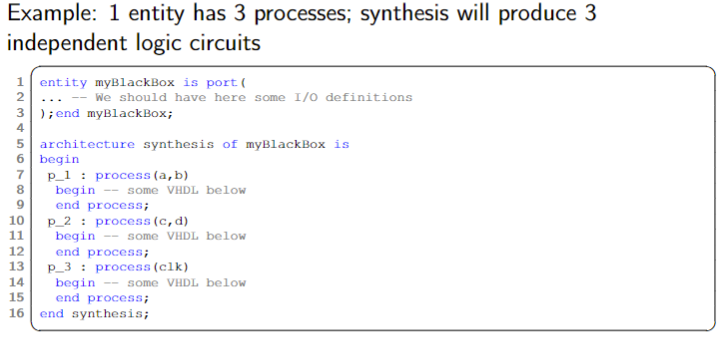 Example: 1 entity has 3 processes; synthesis will produce 3
independent logic circuits
1 entity myBlackBox is port(
2 ... -- We should have here some I/O definitions
3 );end myBlackBox;
4
5 architecture synthesis of myBlackBox is
6 begin
7  p_1 : process(a,b)
8   begin -- some VHDL below
9   end process;
10  p_2 : process(c,d)
11   begin -- some VHDL below
12   end process;
13  p_3 : process(clk)
14   begin -- some VHDL below
15   end process;
16 end synthesis;